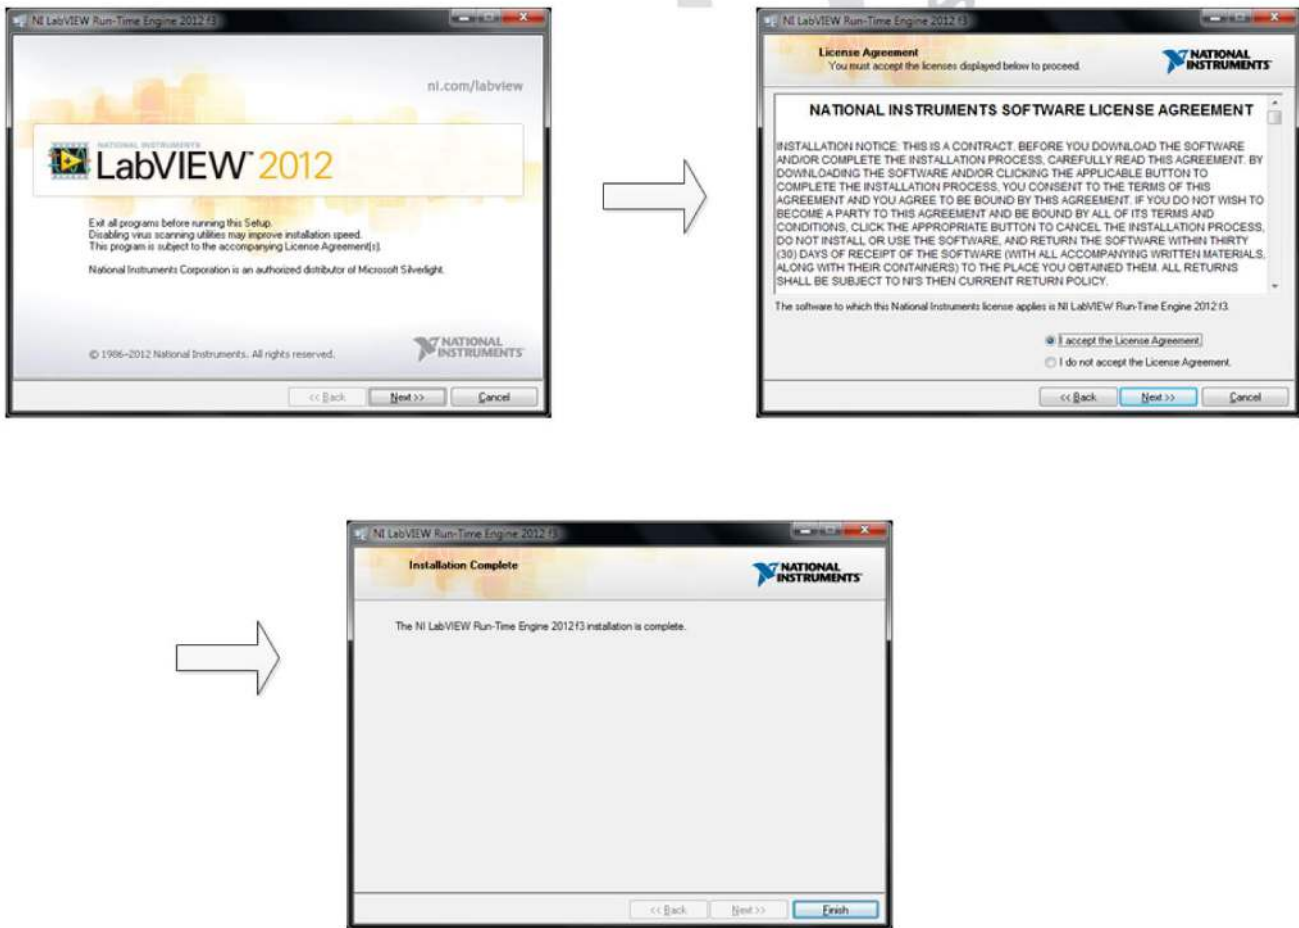 NI LabVIEW Run-Time Engine 2012 f3
ni.com/labview
NATIONAL INSTRUMENTS
LabVIEW™ 2012
Exit all programs before running this Setup.
Disabling virus scanning utilities may improve installation speed.
This program is subject to the accompanying License Agreement(s).
National Instruments Corporation is an authorized distributor of Microsoft Silverlight.
© 1986–2012 National Instruments. All rights reserved.
NATIONAL
INSTRUMENTS
<< Back Next >> Cancel
NI LabVIEW Run-Time Engine 2012 f3
License Agreement
You must accept the licenses displayed below to proceed.
NATIONAL
INSTRUMENTS
NATIONAL INSTRUMENTS SOFTWARE LICENSE AGREEMENT
INSTALLATION NOTICE: THIS IS A CONTRACT. BEFORE YOU DOWNLOAD THE SOFTWARE
AND/OR COMPLETE THE INSTALLATION PROCESS, CAREFULLY READ THIS AGREEMENT. BY
DOWNLOADING THE SOFTWARE AND/OR CLICKING THE APPLICABLE BUTTON TO
COMPLETE THE INSTALLATION PROCESS, YOU CONSENT TO THE TERMS OF THIS
AGREEMENT AND YOU AGREE TO BE BOUND BY THIS AGREEMENT. IF YOU DO NOT WISH TO
BECOME A PARTY TO THIS AGREEMENT AND BE BOUND BY ALL OF ITS TERMS AND
CONDITIONS, CLICK THE APPROPRIATE BUTTON TO CANCEL THE INSTALLATION PROCESS,
DO NOT INSTALL OR USE THE SOFTWARE, AND RETURN THE SOFTWARE WITHIN THIRTY
(30) DAYS OF RECEIPT OF THE SOFTWARE (WITH ALL ACCOMPANYING WRITTEN MATERIALS,
ALONG WITH THEIR CONTAINERS) TO THE PLACE YOU OBTAINED THEM. ALL RETURNS
SHALL BE SUBJECT TO NI'S THEN CURRENT RETURN POLICY.
The software to which this National Instruments license applies is NI LabVIEW Run-Time Engine 2012 f3.
I accept the License Agreement.
I do not accept the License Agreement.
<< Back Next >> Cancel
NI LabVIEW Run-Time Engine 2012 f3
Installation Complete
NATIONAL
INSTRUMENTS
The NI LabVIEW Run-Time Engine 2012 f3 installation is complete.
<< Back Next >> Finish